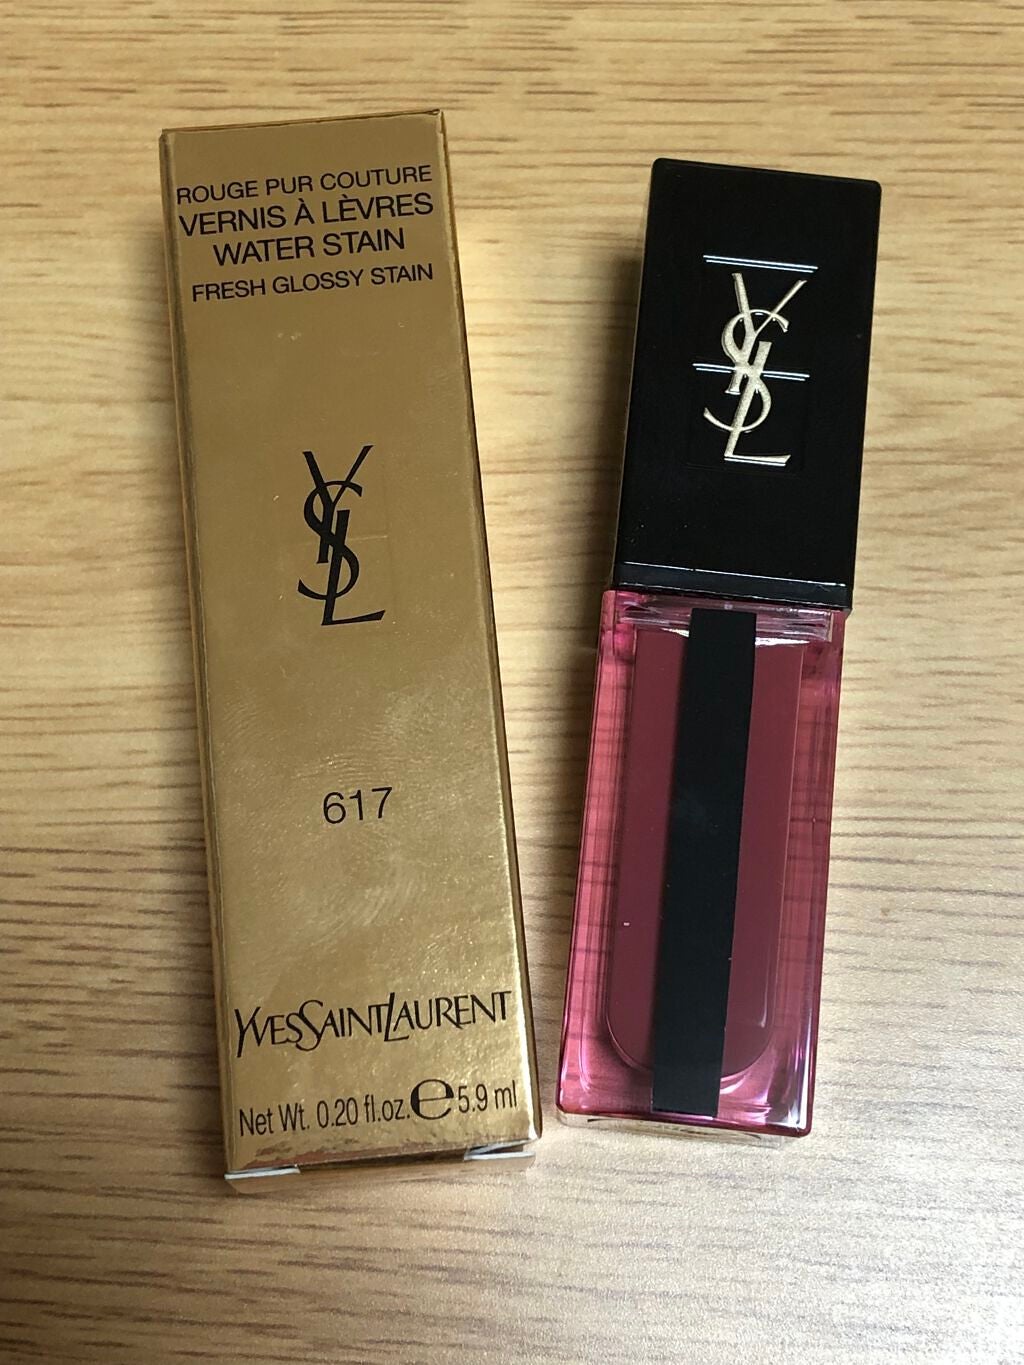 ROUGE PUR COUTURE
VERNIS À LÈVRES
WATER STAIN
FRESH GLOSSY STAIN
YSL
617
YVESSAINTLAURENT
Net Wt. 0.20 fl.oz. ℮ 5.9 ml
YSL